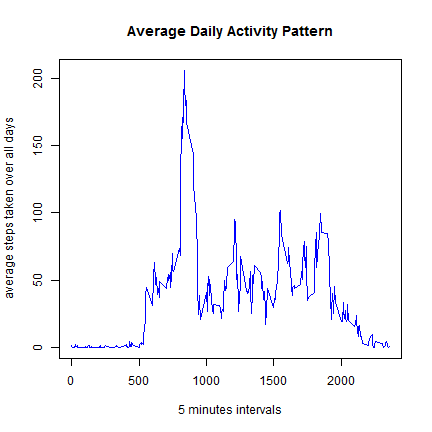 Average Daily Activity Pattern
average steps taken over all days
200
150
100
50
0
0 500 1000 1500 2000
5 minutes intervals